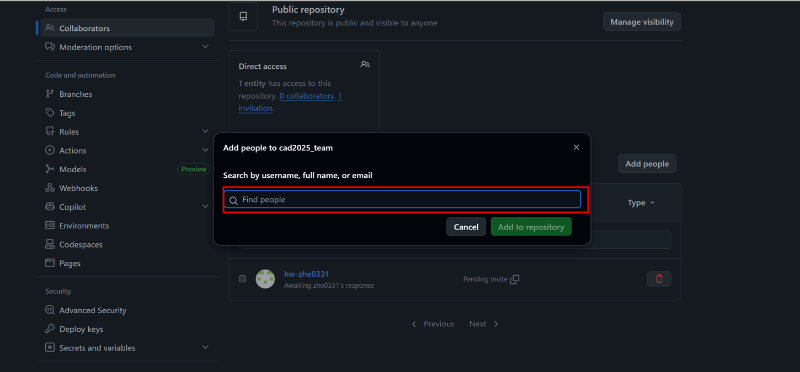 Access
Collaborators
Moderation options
Code and automation
Branches
Tags
Rules
Actions
Models Preview
Webhooks
Copilot
Environments
Codespaces
Pages
Security
Advanced Security
Deploy keys
Secrets and variables
Public repository
This repository is public and visible to anyone
Manage visibility
Direct access
1 entity has access to this
repository. 0 collaborators. 1
invitation.
Add people to cad2025_team
Search by username, full name, or email
Find people
Cancel
Add to repository
Add people
Type
hw-zhe0331
Awaiting zhe0331's response
Pending Invite
Previous
Next